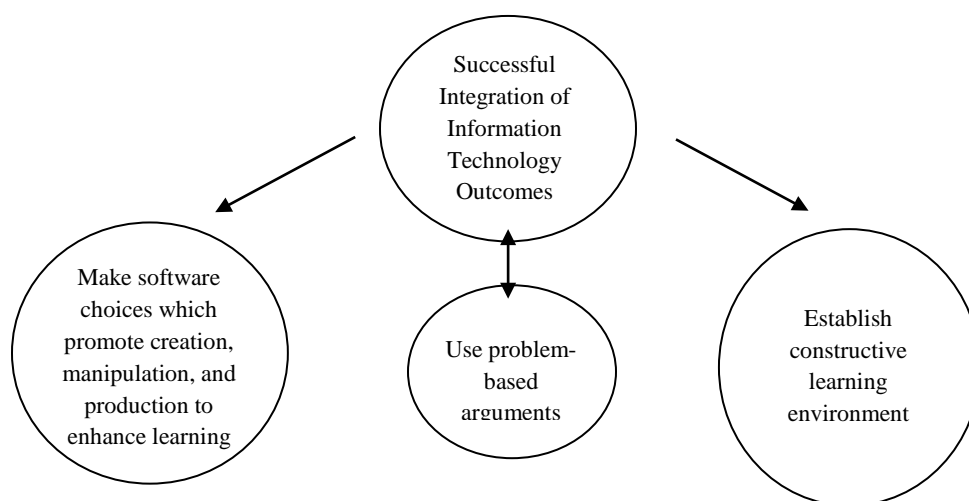 Successful
Integration of
Information
Technology
Outcomes
Make software
choices which
promote creation,
manipulation, and
production to
enhance learning
Use problem-
based
arguments
Establish
constructive
learning
environment